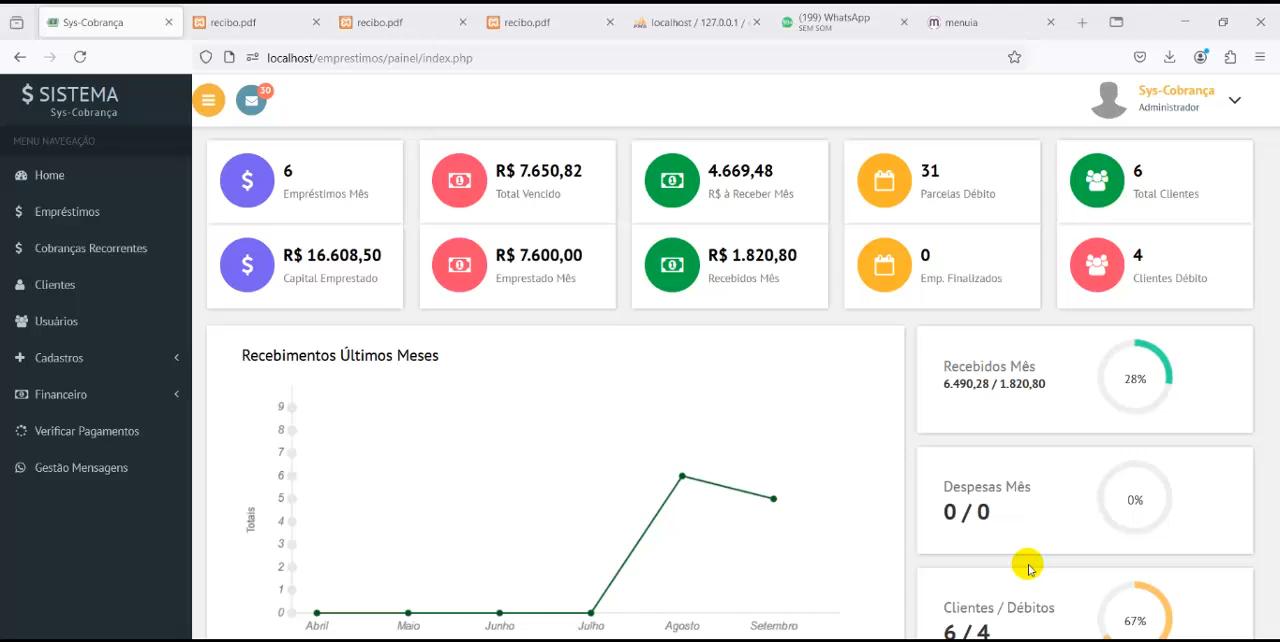 Sys-Cobrança
recibo.pdf
recibo.pdf
recibo.pdf
localhost / 127.0.0.1 /
(199) WhatsApp
SEM SOM
menuia
localhost/emprestimos/painel/index.php
$ SISTEMA
Sys-Cobrança
30
Sys-Cobrança
Administrador
MENU NAVEGAÇÃO
Home
Empréstimos
Cobranças Recorrentes
Clientes
Usuários
Cadastros
Financeiro
Verificar Pagamentos
Gestão Mensagens
6
Empréstimos Mês
R$ 7.650,82
Total Vencido
4.669,48
R$ à Receber Mês
31
Parcelas Débito
6
Total Clientes
R$ 16.608,50
Capital Emprestado
R$ 7.600,00
Emprestado Mês
R$ 1.820,80
Recebidos Mês
0
Emp. Finalizados
4
Clientes Débito
Recebimentos Últimos Meses
9
8
7
6
5
4
3
2
1
0
Totais
Abril Maio Junho Julho Agosto Setembro
Recebidos Mês
6.490,28 / 1.820,80
28%
Despesas Mês
0 / 0
0%
Clientes / Débitos
6 / 4
67%